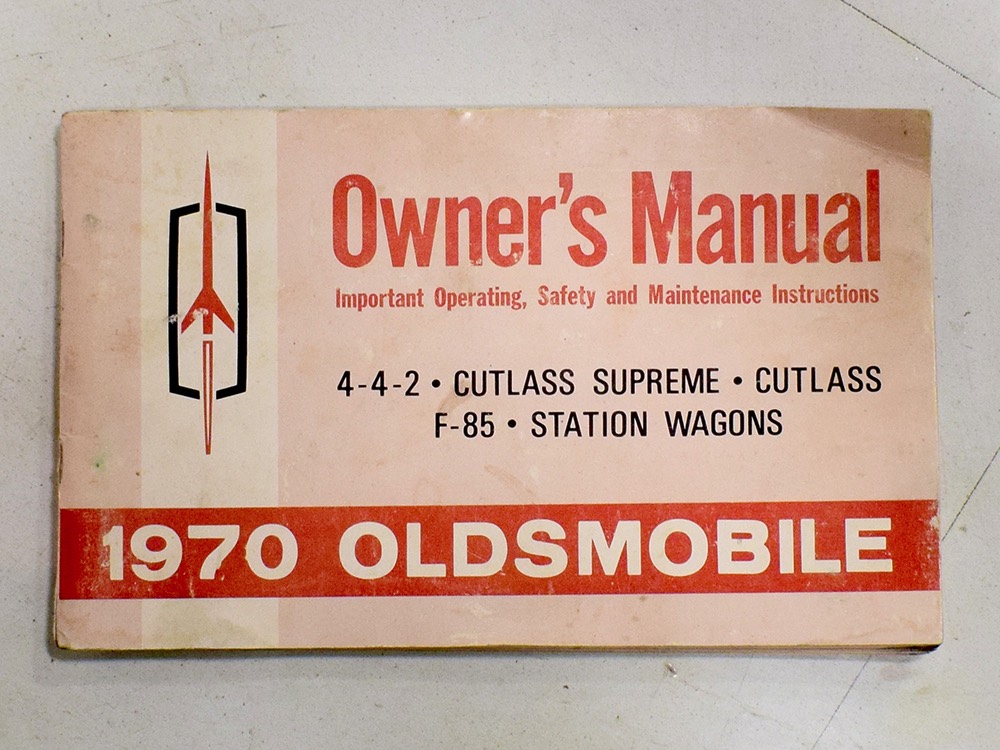 Owner's Manual
Important Operating, Safety and Maintenance Instructions
4-4-2 • CUTLASS SUPREME • CUTLASS
F-85 • STATION WAGONS
1970 OLDSMOBILE